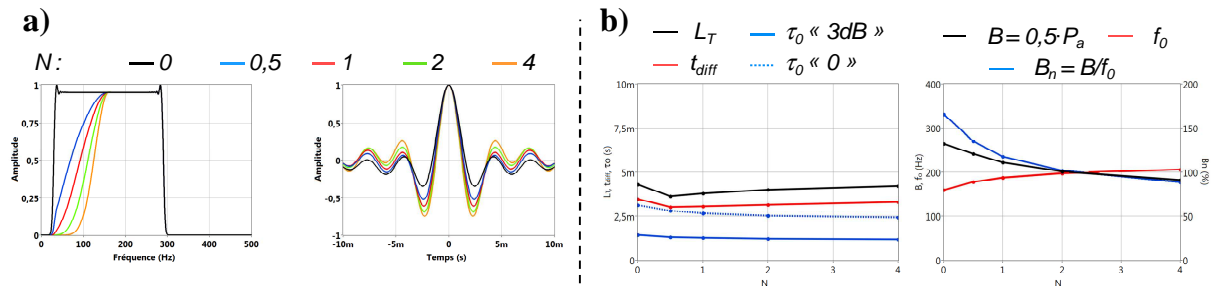 a)
N : 0 0,5 1 2 4
Amplitude
1
0,75
0,5
0,25
0
0 100 200 300 400 500
Fréquence (Hz)
Amplitude
1
0,5
0
-0,5
-1
-10m -5m 0 5m 10m
Temps (s)
b)
L_T τ_0 « 3dB »
t_diff τ_0 « 0 »
L_T, t_diff, τ_0 (s)
10m
7,5m
5m
2,5m
0
0 1 2 3 4
N
B = 0,5·P_a f_0
B_n = B/f_0
B, f_0 (Hz)
400
300
200
100
0
0 1 2 3 4
N
200
150
100
50
0
Bn (%)